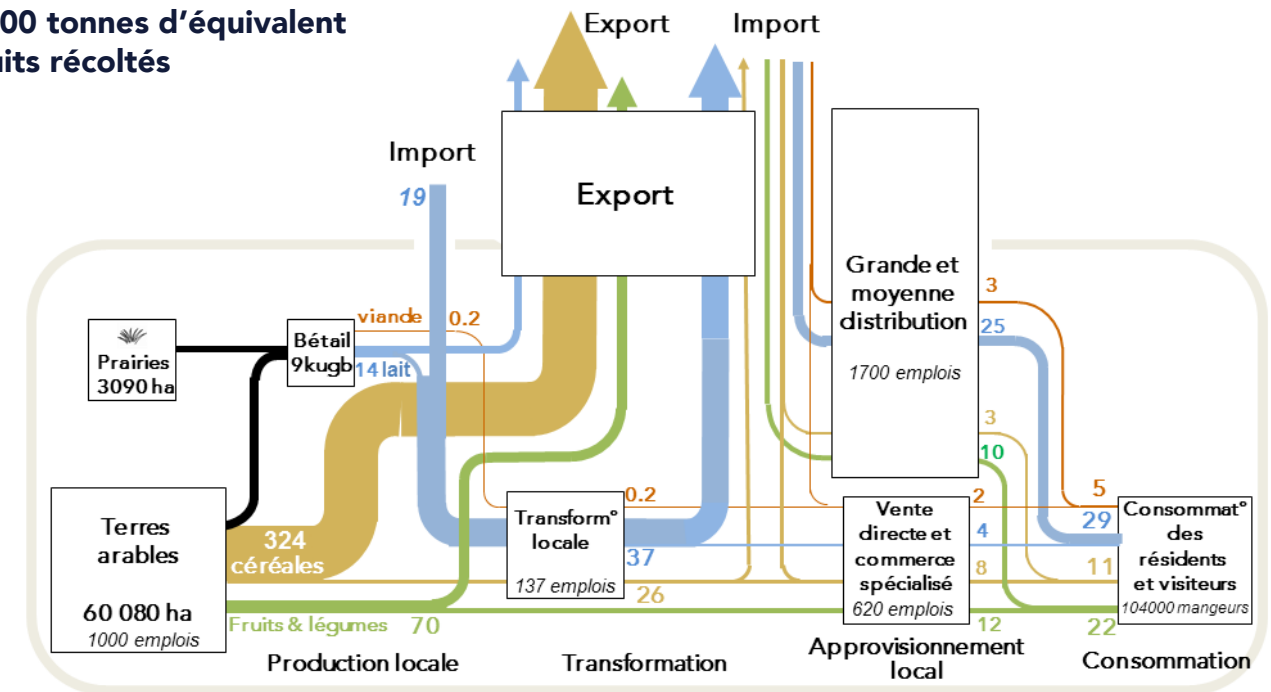 00 tonnes d’équivalent
uits récoltés
Export
Import
Import
19
Export
Grande et
moyenne
distribution
1700 emplois
3
25
3
10
Prairies
3090 ha
Bétail
9kugb
viande
0.2
14 lait
Terres
arables
60 080 ha
1000 emplois
324
céréales
Fruits & légumes
70
Transform°
locale
137 emplois
0.2
37
26
Vente
directe et
commerce
spécialisé
620 emplois
2
4
8
12
5
29
11
22
Consommat°
des
résidents
et visiteurs
104000 mangeurs
Production locale
Transformation
Approvisionnement
local
Consommation